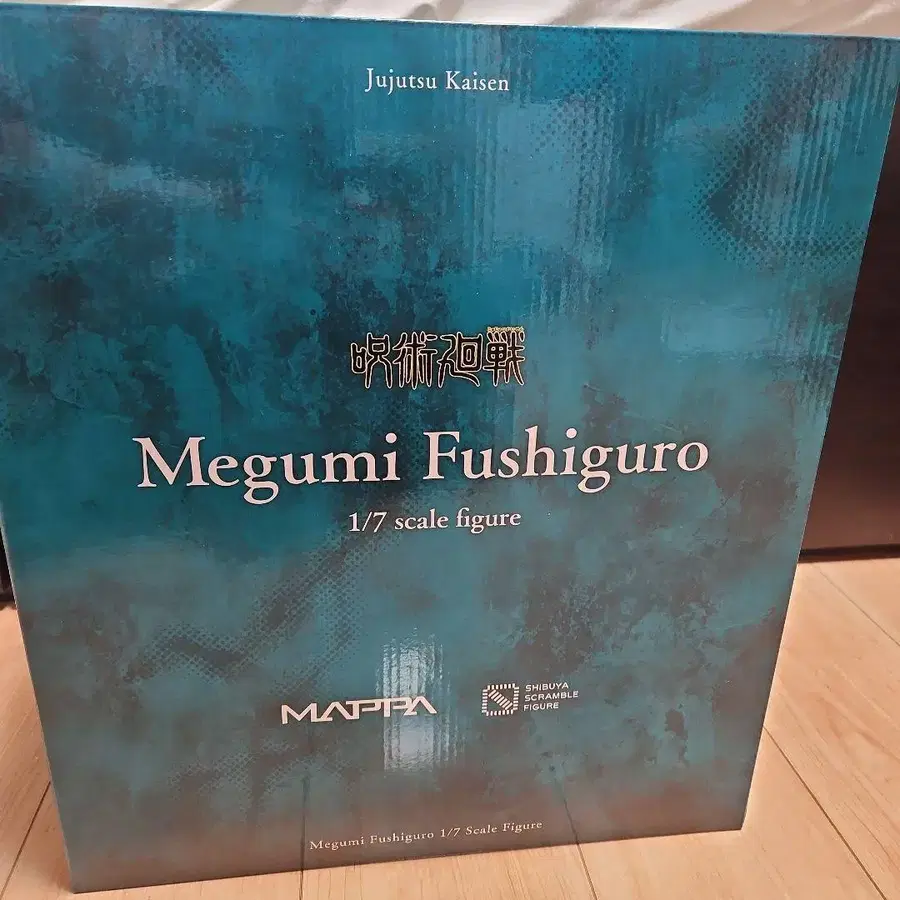 Jujutsu Kaisen
呪術廻戦
Megumi Fushiguro
1/7 scale figure
MAPPA
SHIBUYA
SCRAMBLE
FIGURE
Megumi Fushiguro 1/7 Scale Figure